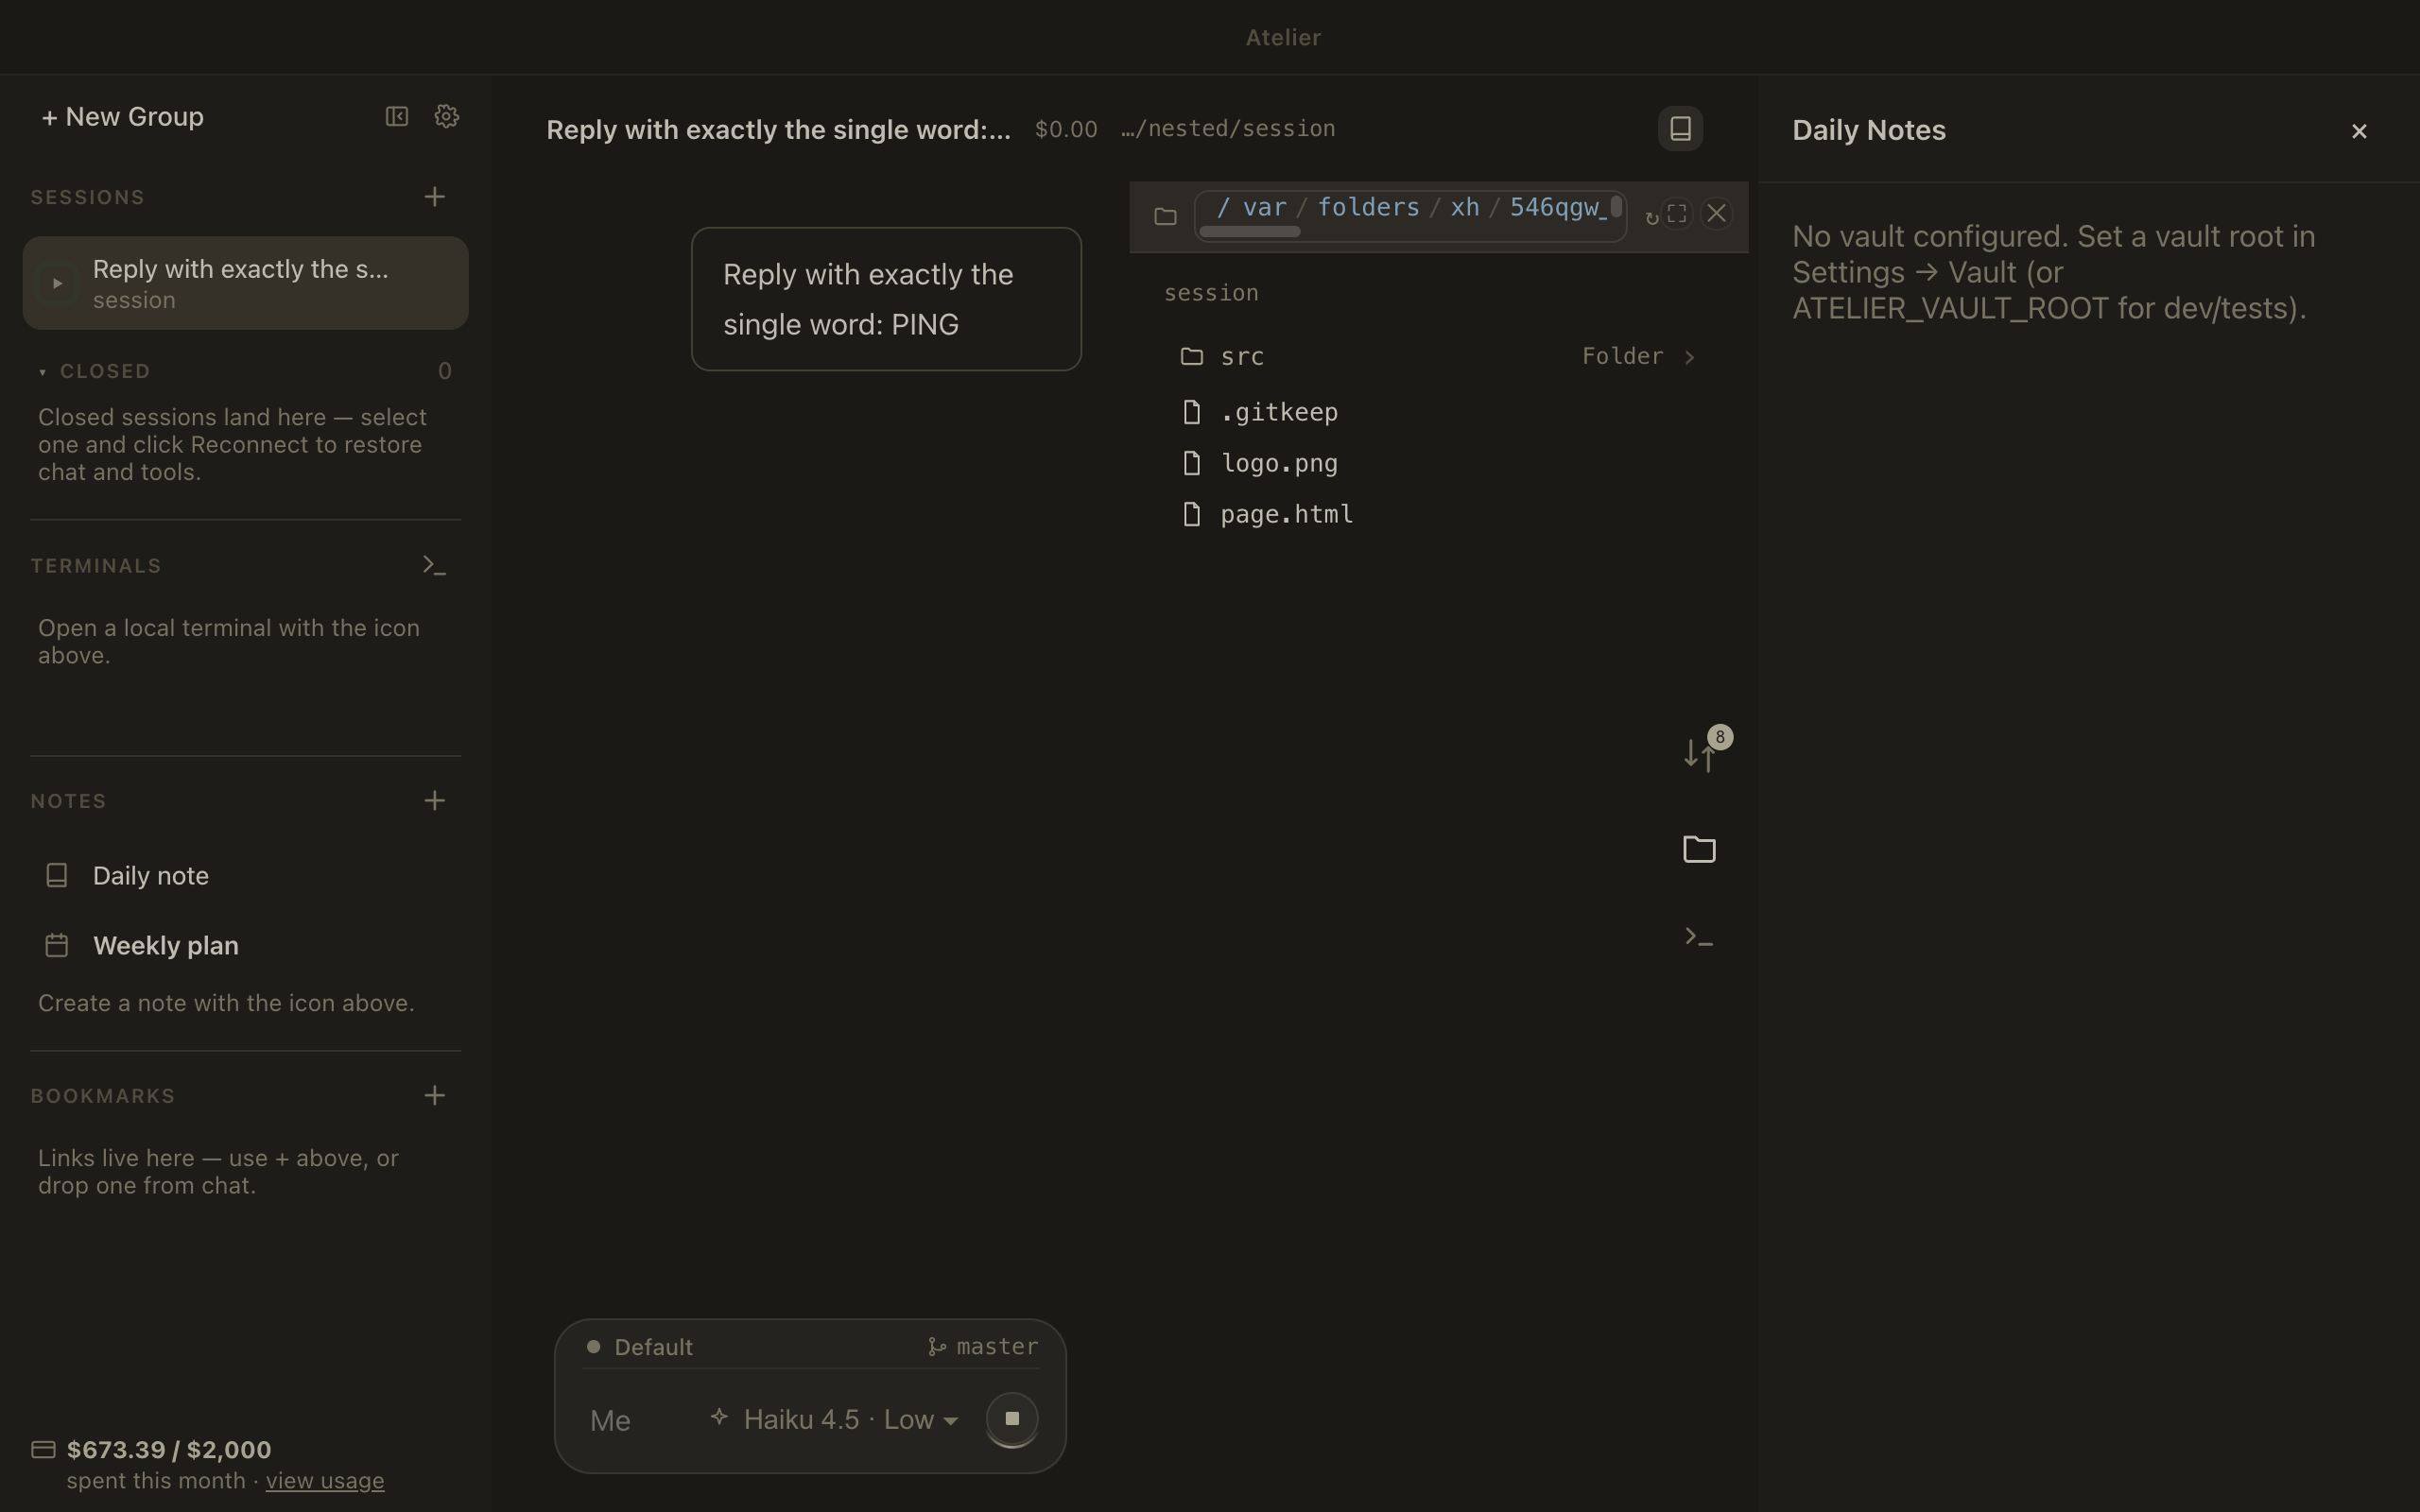 Atelier
+ New Group
SESSIONS
Reply with exactly the s...
session
CLOSED 0
Closed sessions land here — select
one and click Reconnect to restore
chat and tools.
TERMINALS
Open a local terminal with the icon
above.
NOTES
Daily note
Weekly plan
Create a note with the icon above.
BOOKMARKS
Links live here — use + above, or
drop one from chat.
$673.39 / $2,000
spent this month · view usage
Reply with exactly the single word:... $0.00 …/nested/session
Reply with exactly the
single word: PING
/ var / folders / xh / 546qgw_
session
src Folder
.gitkeep
logo.png
page.html
8
Default master
Me Haiku 4.5 · Low
Daily Notes
No vault configured. Set a vault root in
Settings → Vault (or
ATELIER_VAULT_ROOT for dev/tests).